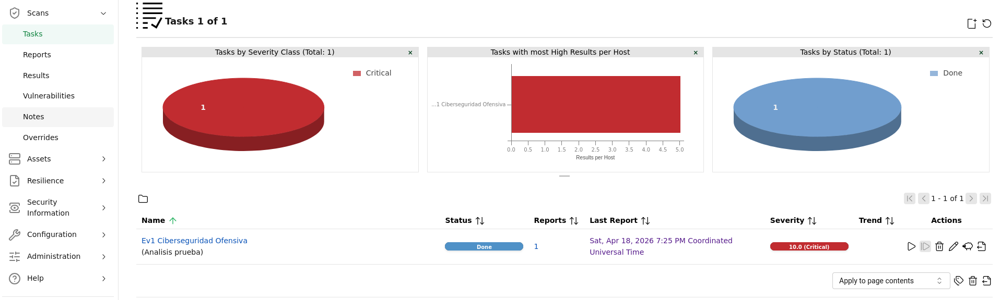 Scans
Tasks
Reports
Results
Vulnerabilities
Notes
Overrides
Assets
Resilience
Security
Information
Configuration
Administration
Help
Tasks 1 of 1
Tasks by Severity Class (Total: 1) ×
Critical
1
Tasks with most High Results per Host ×
...1 Ciberseguridad Ofensiva
0.0 0.5 1.0 1.5 2.0 2.5 3.0 3.5 4.0 4.5 5.0
Results per Host
Tasks by Status (Total: 1) ×
Done
1
1 - 1 of 1
Name Status Reports Last Report Severity Trend Actions
Ev1 Ciberseguridad Ofensiva
(Analisis prueba)
Done
1
Sat, Apr 18, 2026 7:25 PM Coordinated
Universal Time
10.0 (Critical)
Apply to page contents